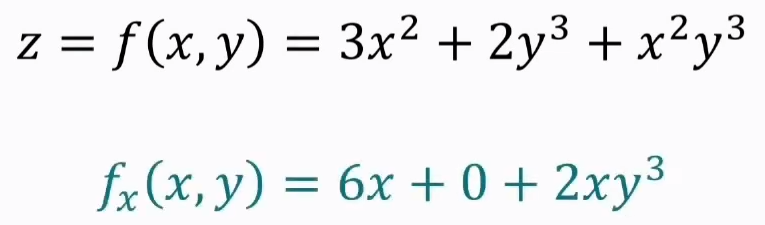 z = f(x, y) = 3x² + 2y³ + x²y³
fₓ(x, y) = 6x + 0 + 2xy³